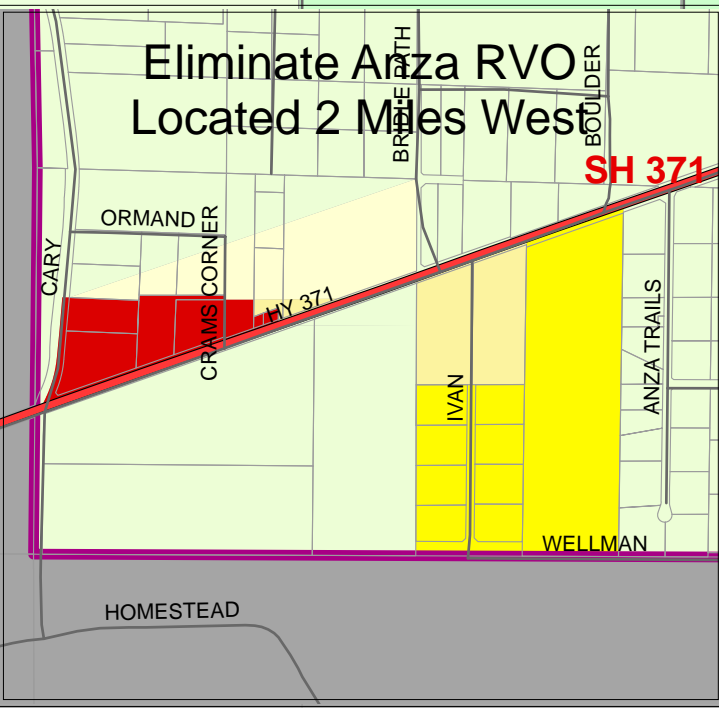 Eliminate Anza RVO
Located 2 Miles West
BRIDLE PATH
BOULDER
SH 371
ORMAND
CRAMS CORNER
CARY
HY 371
IVAN
ANZA TRAILS
WELLMAN
HOMESTEAD